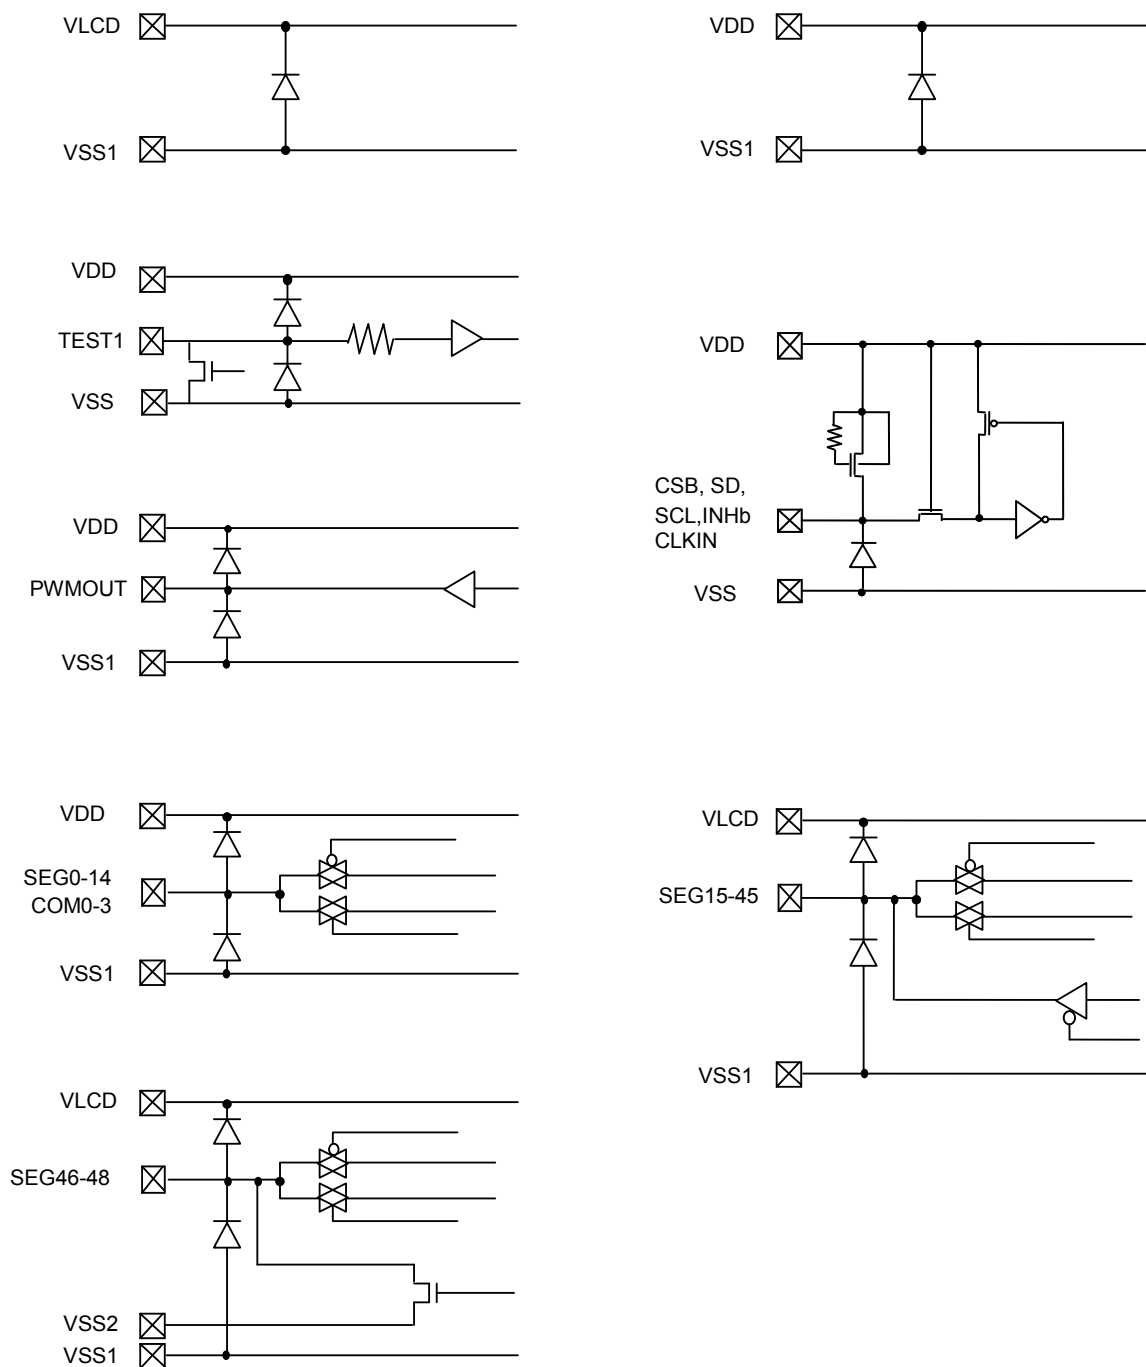 VLCD
VSS1
VDD
VSS1
VDD
TEST1
VSS
VDD
CSB, SD,
SCL,INHb
CLKIN
VSS
VDD
PWMOUT
VSS1
VDD
SEG0-14
COM0-3
VSS1
VLCD
SEG15-45
VSS1
VLCD
SEG46-48
VSS2
VSS1